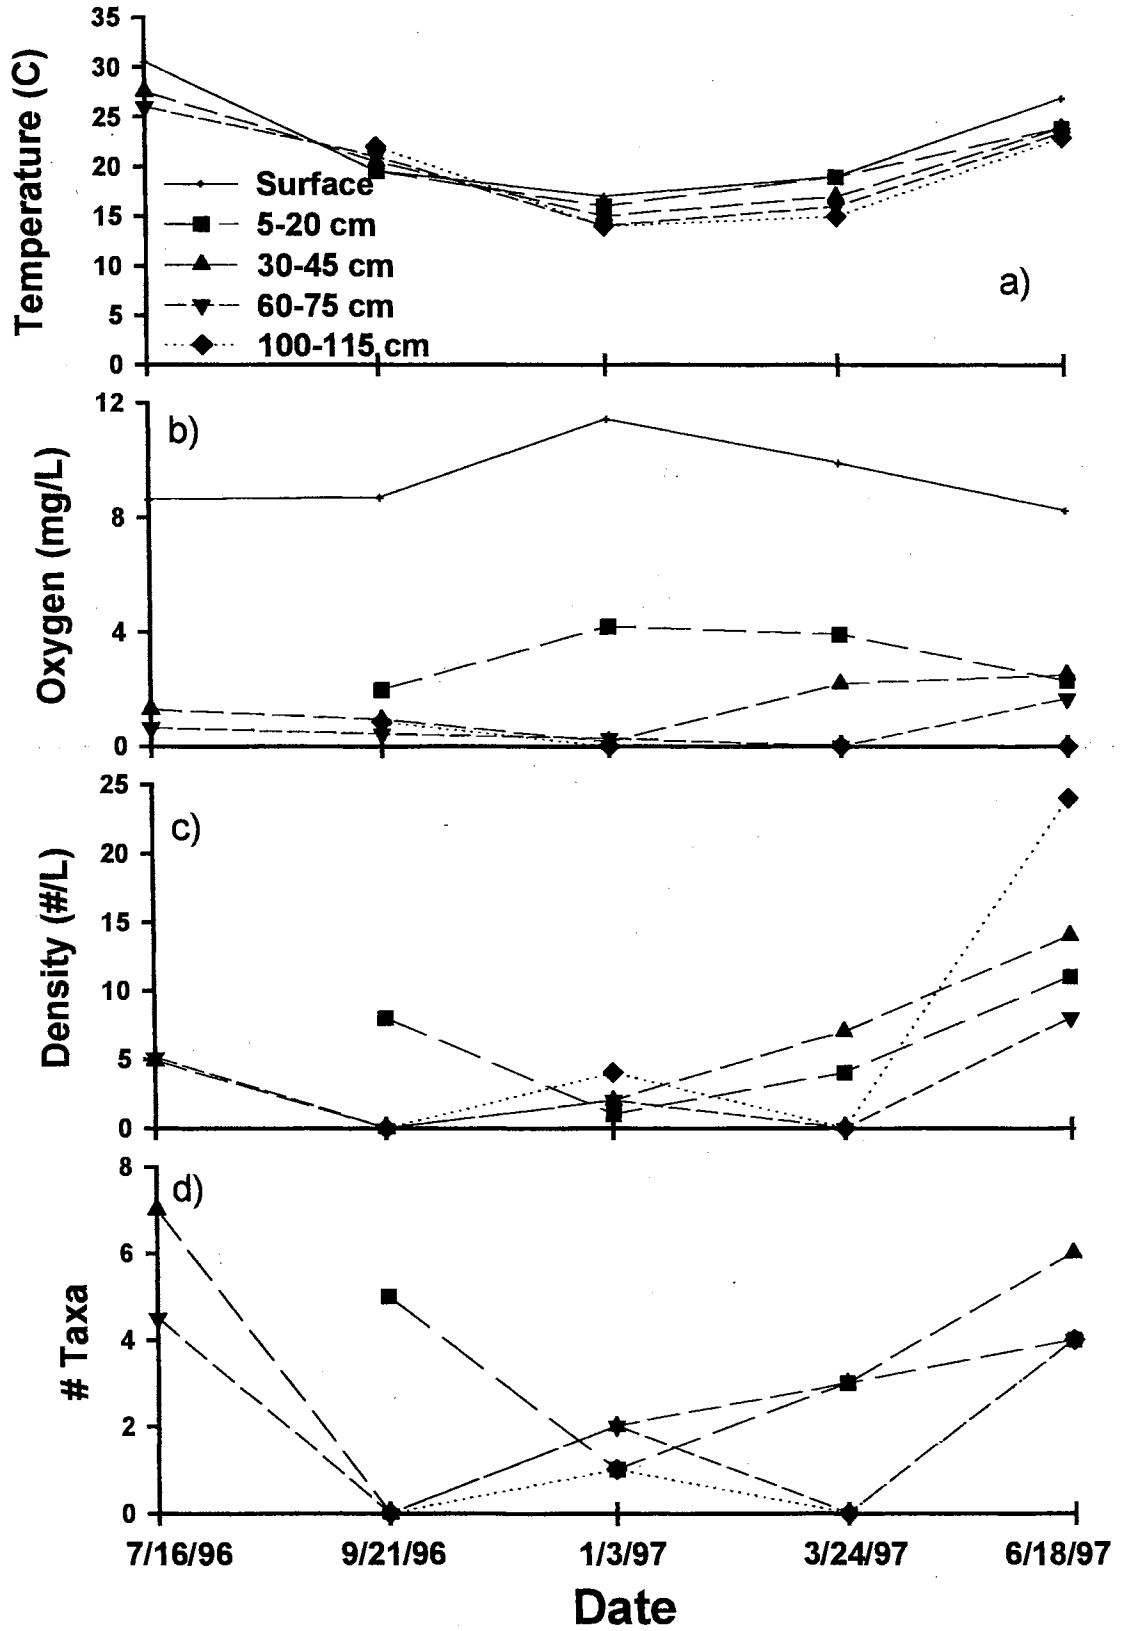 35
30
25
20
15
10
5
0
Temperature (C)
Surface
5-20 cm
30-45 cm
60-75 cm
100-115 cm
a)
12
8
4
0
Oxygen (mg/L)
b)
25
20
15
10
5
0
Density (#/L)
c)
8
6
4
2
0
# Taxa
d)
7/16/96 9/21/96 1/3/97 3/24/97 6/18/97
Date